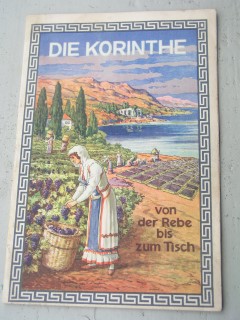 DIE KORINTHE
von
der Rebe
bis
zum Tisch